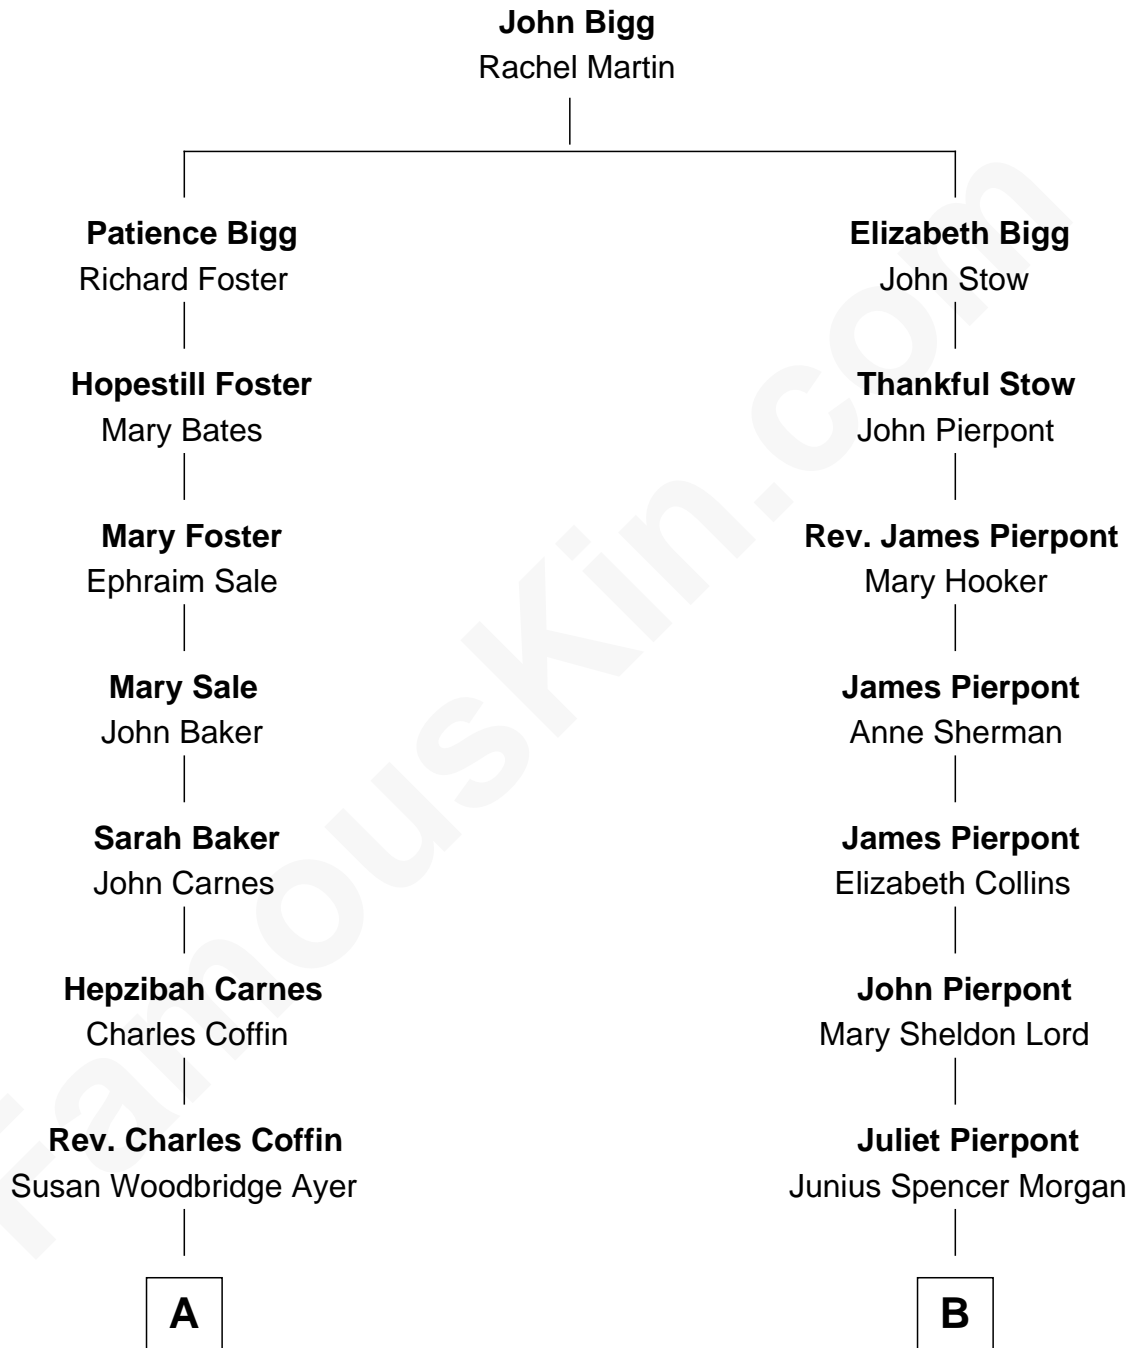 John Bigg
Rachel Martin
Patience Bigg
Richard Foster
Elizabeth Bigg
John Stow
Hopestill Foster
Mary Bates
Thankful Stow
John Pierpont
Mary Foster
Ephraim Sale
Rev. James Pierpont
Mary Hooker
Mary Sale
John Baker
James Pierpont
Anne Sherman
Sarah Baker
John Carnes
James Pierpont
Elizabeth Collins
Hepzibah Carnes
Charles Coffin
John Pierpont
Mary Sheldon Lord
Rev. Charles Coffin
Susan Woodbridge Ayer
Juliet Pierpont
Junius Spencer Morgan
A
B
FamousKin.com